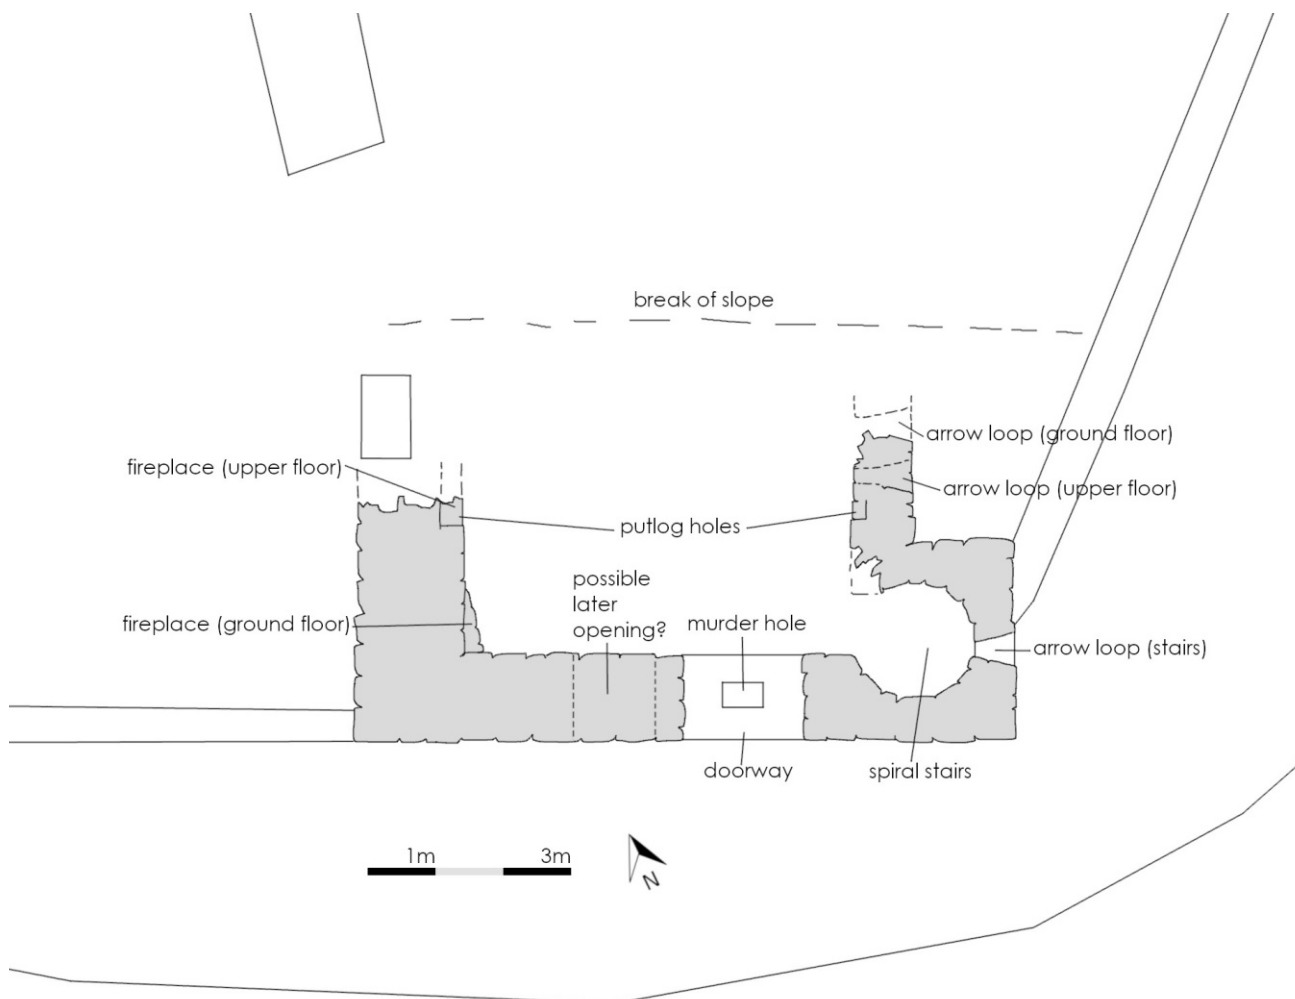 break of slope
arrow loop (ground floor)
fireplace (upper floor)
arrow loop (upper floor)
putlog holes
possible
later
opening?
fireplace (ground floor)
murder hole
arrow loop (stairs)
doorway
spiral stairs
1m
3m
N